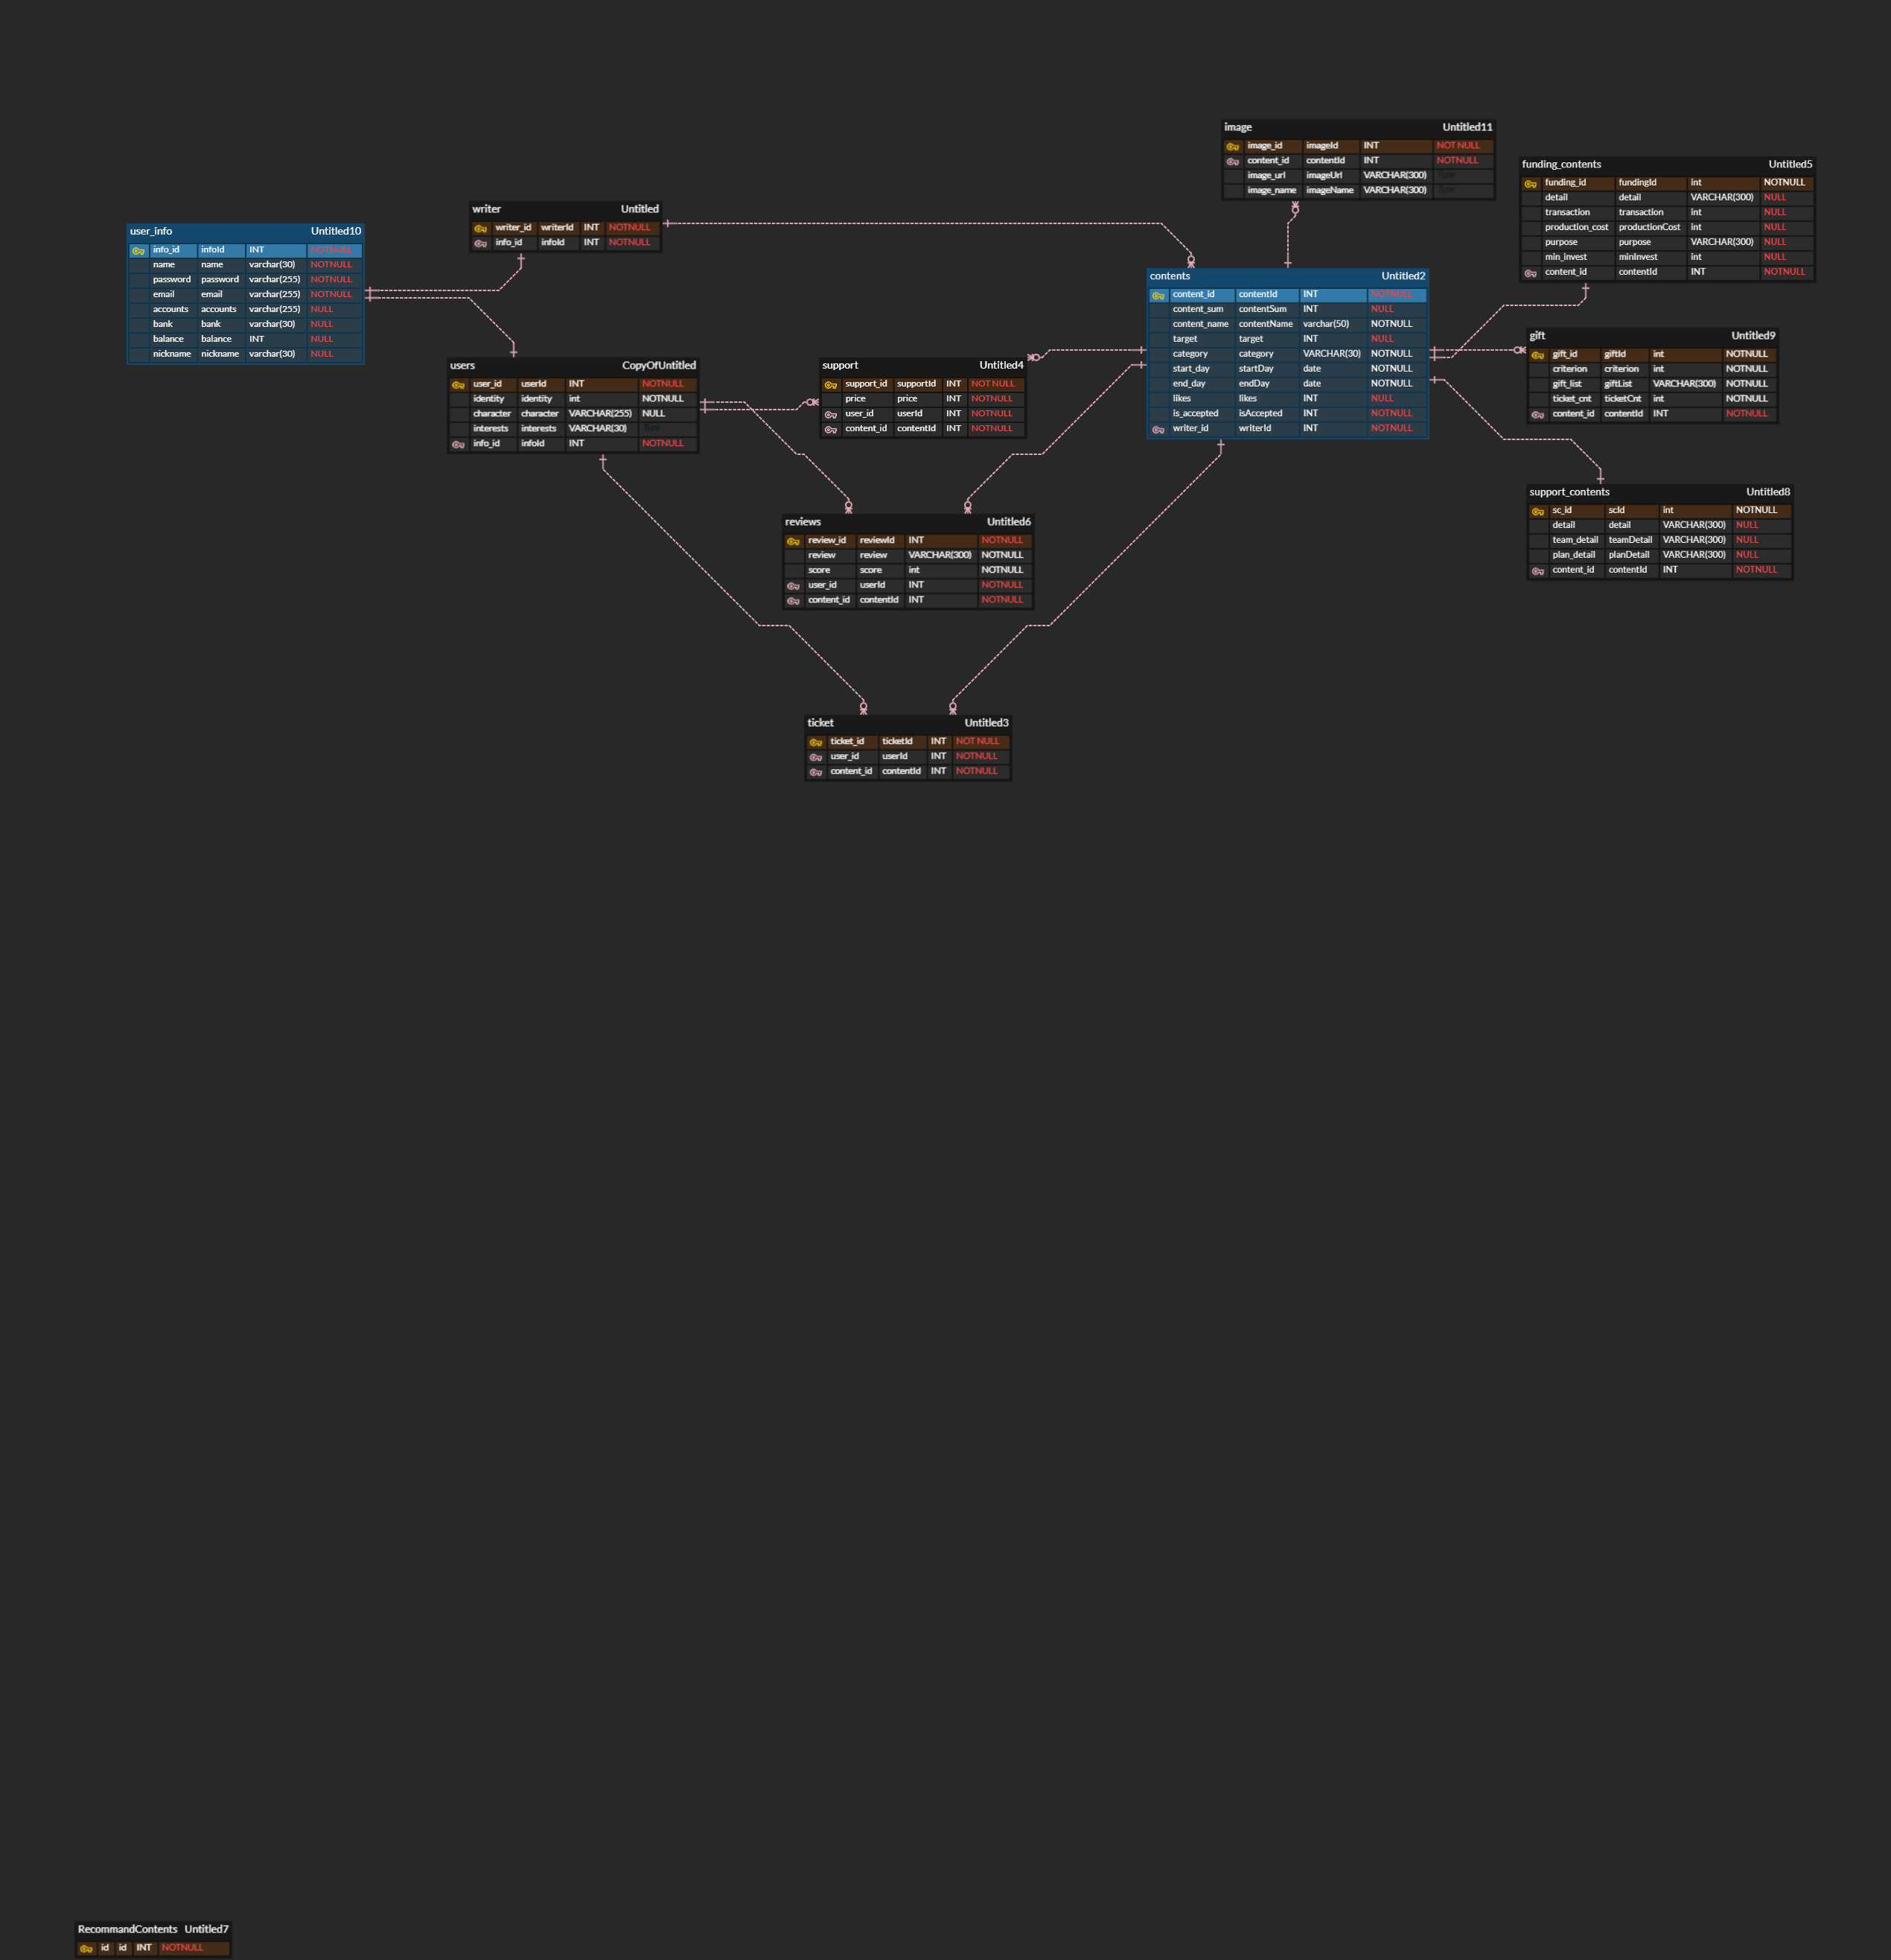 image Untitled11
image_id imageId INT NOT NULL
content_id contentId INT NOTNULL
image_url imageUrl VARCHAR(300) Type
image_name imageName VARCHAR(300) Type
funding_contents Untitled5
funding_id fundingId int NOTNULL
detail detail VARCHAR(300) NULL
transaction transaction int NULL
production_cost productionCost int NULL
purpose purpose VARCHAR(300) NULL
min_invest minInvest int NULL
content_id contentId INT NOTNULL
writer Untitled
writer_id writerId INT NOTNULL
info_id infoId INT NOTNULL
user_info Untitled10
info_id infoId INT NOTNULL
name name varchar(30) NOTNULL
password password varchar(255) NOTNULL
email email varchar(255) NOTNULL
accounts accounts varchar(255) NULL
bank bank varchar(30) NULL
balance balance INT NULL
nickname nickname varchar(30) NULL
contents Untitled2
content_id contentId INT NOTNULL
content_sum contentSum INT NULL
content_name contentName varchar(50) NOTNULL
target target INT NULL
category category VARCHAR(30) NOTNULL
start_day startDay date NOTNULL
end_day endDay date NOTNULL
likes likes INT NULL
is_accepted isAccepted INT NOTNULL
writer_id writerId INT NOTNULL
gift Untitled9
gift_id giftId int NOTNULL
criterion criterion int NOTNULL
gift_list giftList VARCHAR(300) NOTNULL
ticket_cnt ticketCnt int NOTNULL
content_id contentId INT NOTNULL
users CopyOfUntitled
user_id userId INT NOTNULL
identity identity int NOTNULL
character character VARCHAR(255) NULL
interests interests VARCHAR(30) Type
info_id infoId INT NOTNULL
support Untitled4
support_id supportId INT NOT NULL
price price INT NOTNULL
user_id userId INT NOTNULL
content_id contentId INT NOTNULL
support_contents Untitled8
sc_id scId int NOTNULL
detail detail VARCHAR(300) NULL
team_detail teamDetail VARCHAR(300) NULL
plan_detail planDetail VARCHAR(300) NULL
content_id contentId INT NOTNULL
reviews Untitled6
review_id reviewId INT NOTNULL
review review VARCHAR(300) NOTNULL
score score int NOTNULL
user_id userId INT NOTNULL
content_id contentId INT NOTNULL
ticket Untitled3
ticket_id ticketId INT NOT NULL
user_id userId INT NOTNULL
content_id contentId INT NOTNULL
RecommandContents Untitled7
id id INT NOTNULL